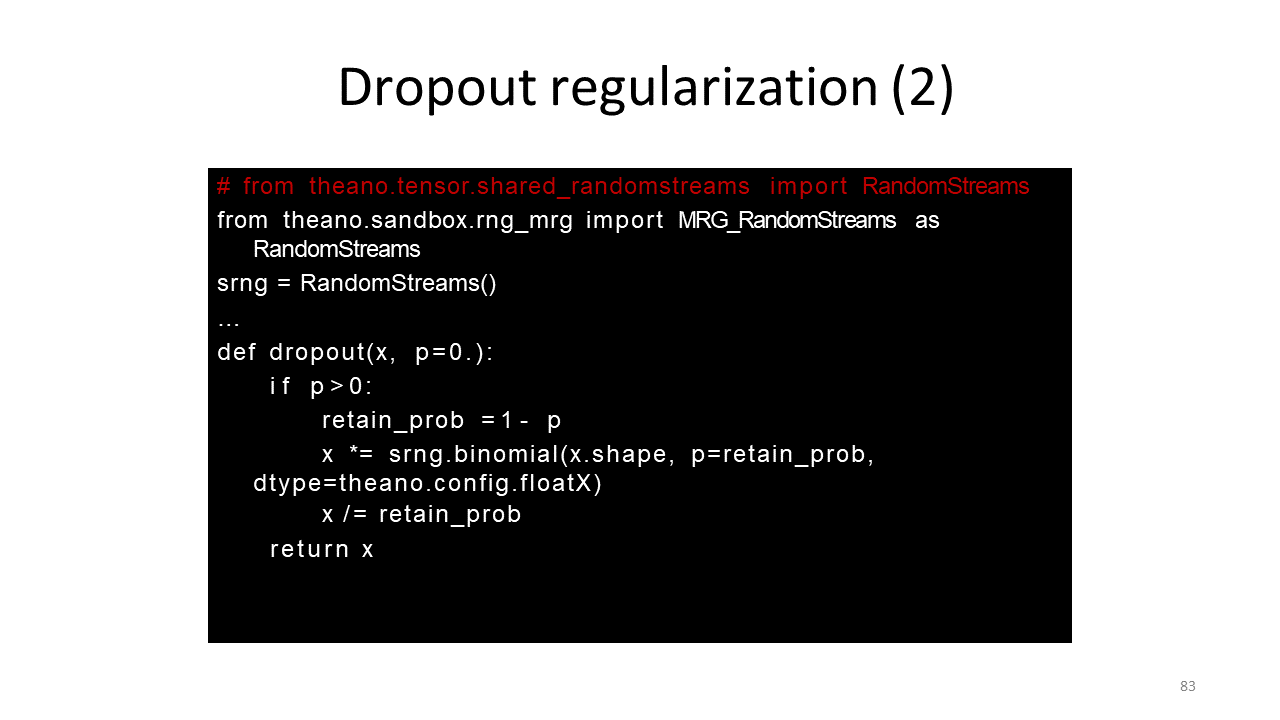 Dropout regularization (2)
# from theano.tensor.shared_randomstreams import RandomStreams
from theano.sandbox.rng_mrg import MRG_RandomStreams as
RandomStreams
srng = RandomStreams()
…
def dropout(x, p=0.):
if p>0:
retain_prob =1- p
x *= srng.binomial(x.shape, p=retain_prob,
dtype=theano.config.floatX)
x /= retain_prob
return x
83